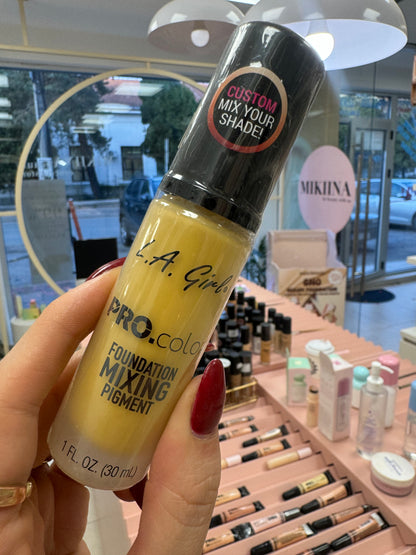 CUSTOM
MIX YOUR
SHADE!
L.A. Girl
PRO.color
FOUNDATION
MIXING
PIGMENT
1 FL. OZ. (30 mL)
MIKIINA